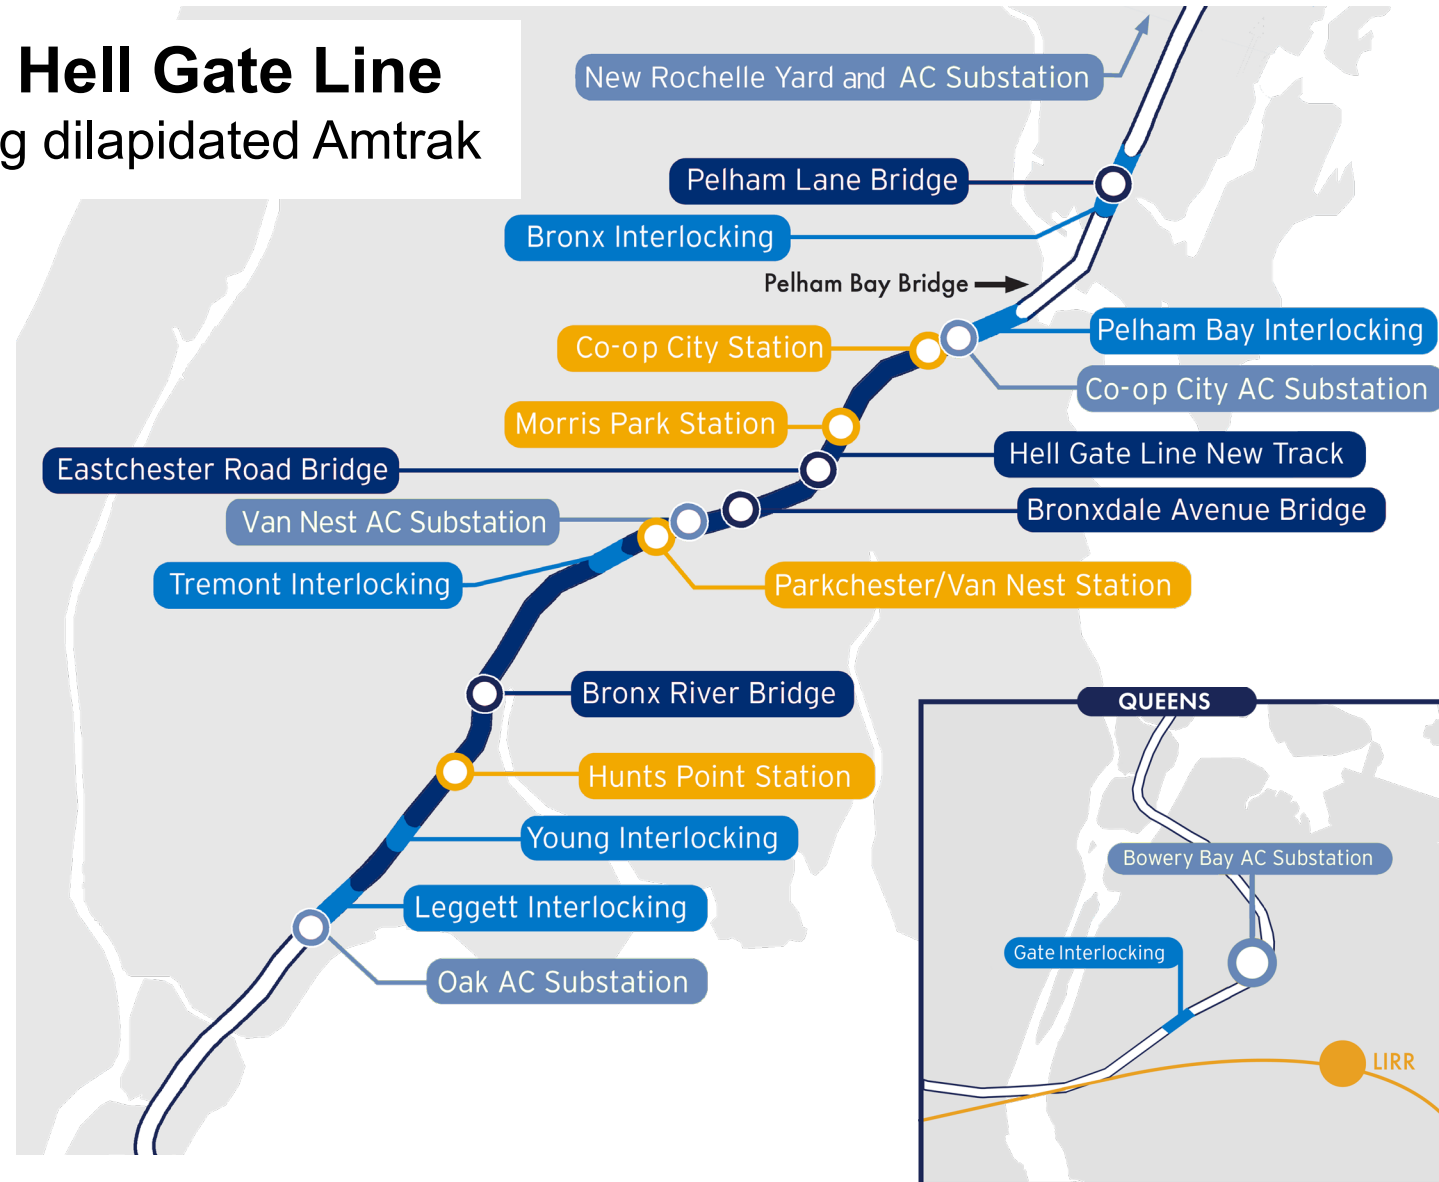 Hell Gate Line
g dilapidated Amtrak
New Rochelle Yard and AC Substation
Pelham Lane Bridge
Bronx Interlocking
Pelham Bay Bridge
Pelham Bay Interlocking
Co-op City Station
Co-op City AC Substation
Morris Park Station
Hell Gate Line New Track
Eastchester Road Bridge
Bronxdale Avenue Bridge
Van Nest AC Substation
Tremont Interlocking
Parkchester/Van Nest Station
Bronx River Bridge
Hunts Point Station
Young Interlocking
Leggett Interlocking
Oak AC Substation
QUEENS
Bowery Bay AC Substation
Gate Interlocking
LIRR